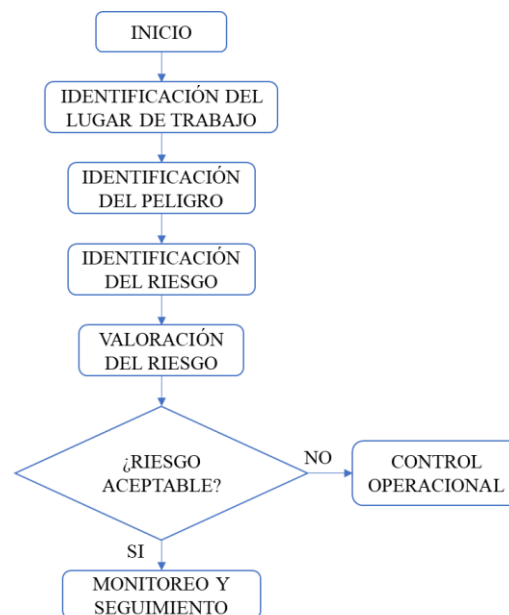 INICIO
IDENTIFICACIÓN DEL
LUGAR DE TRABAJO
IDENTIFICACIÓN
DEL PELIGRO
IDENTIFICACIÓN
DEL RIESGO
VALORACIÓN
DEL RIESGO
¿RIESGO
ACEPTABLE?
NO
CONTROL
OPERACIONAL
SI
MONITOREO Y
SEGUIMIENTO